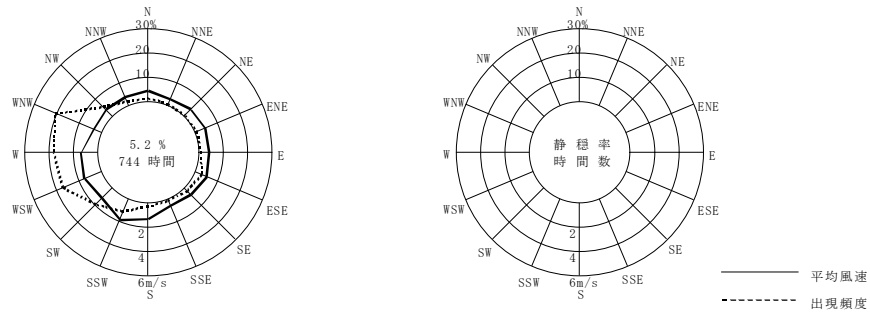 N
30%
NNW
NNE
20
NW
NE
10
WNW
ENE
5.2 %
744 時間
W
E
WSW
ESE
2
SW
SE
4
SSW
SSE
6m/s
S
N
30%
NNW
NNE
20
NW
NE
10
WNW
ENE
静 穏 率
時 間 数
W
E
WSW
ESE
2
SW
SE
4
SSW
SSE
6m/s
S
平均風速
出現頻度